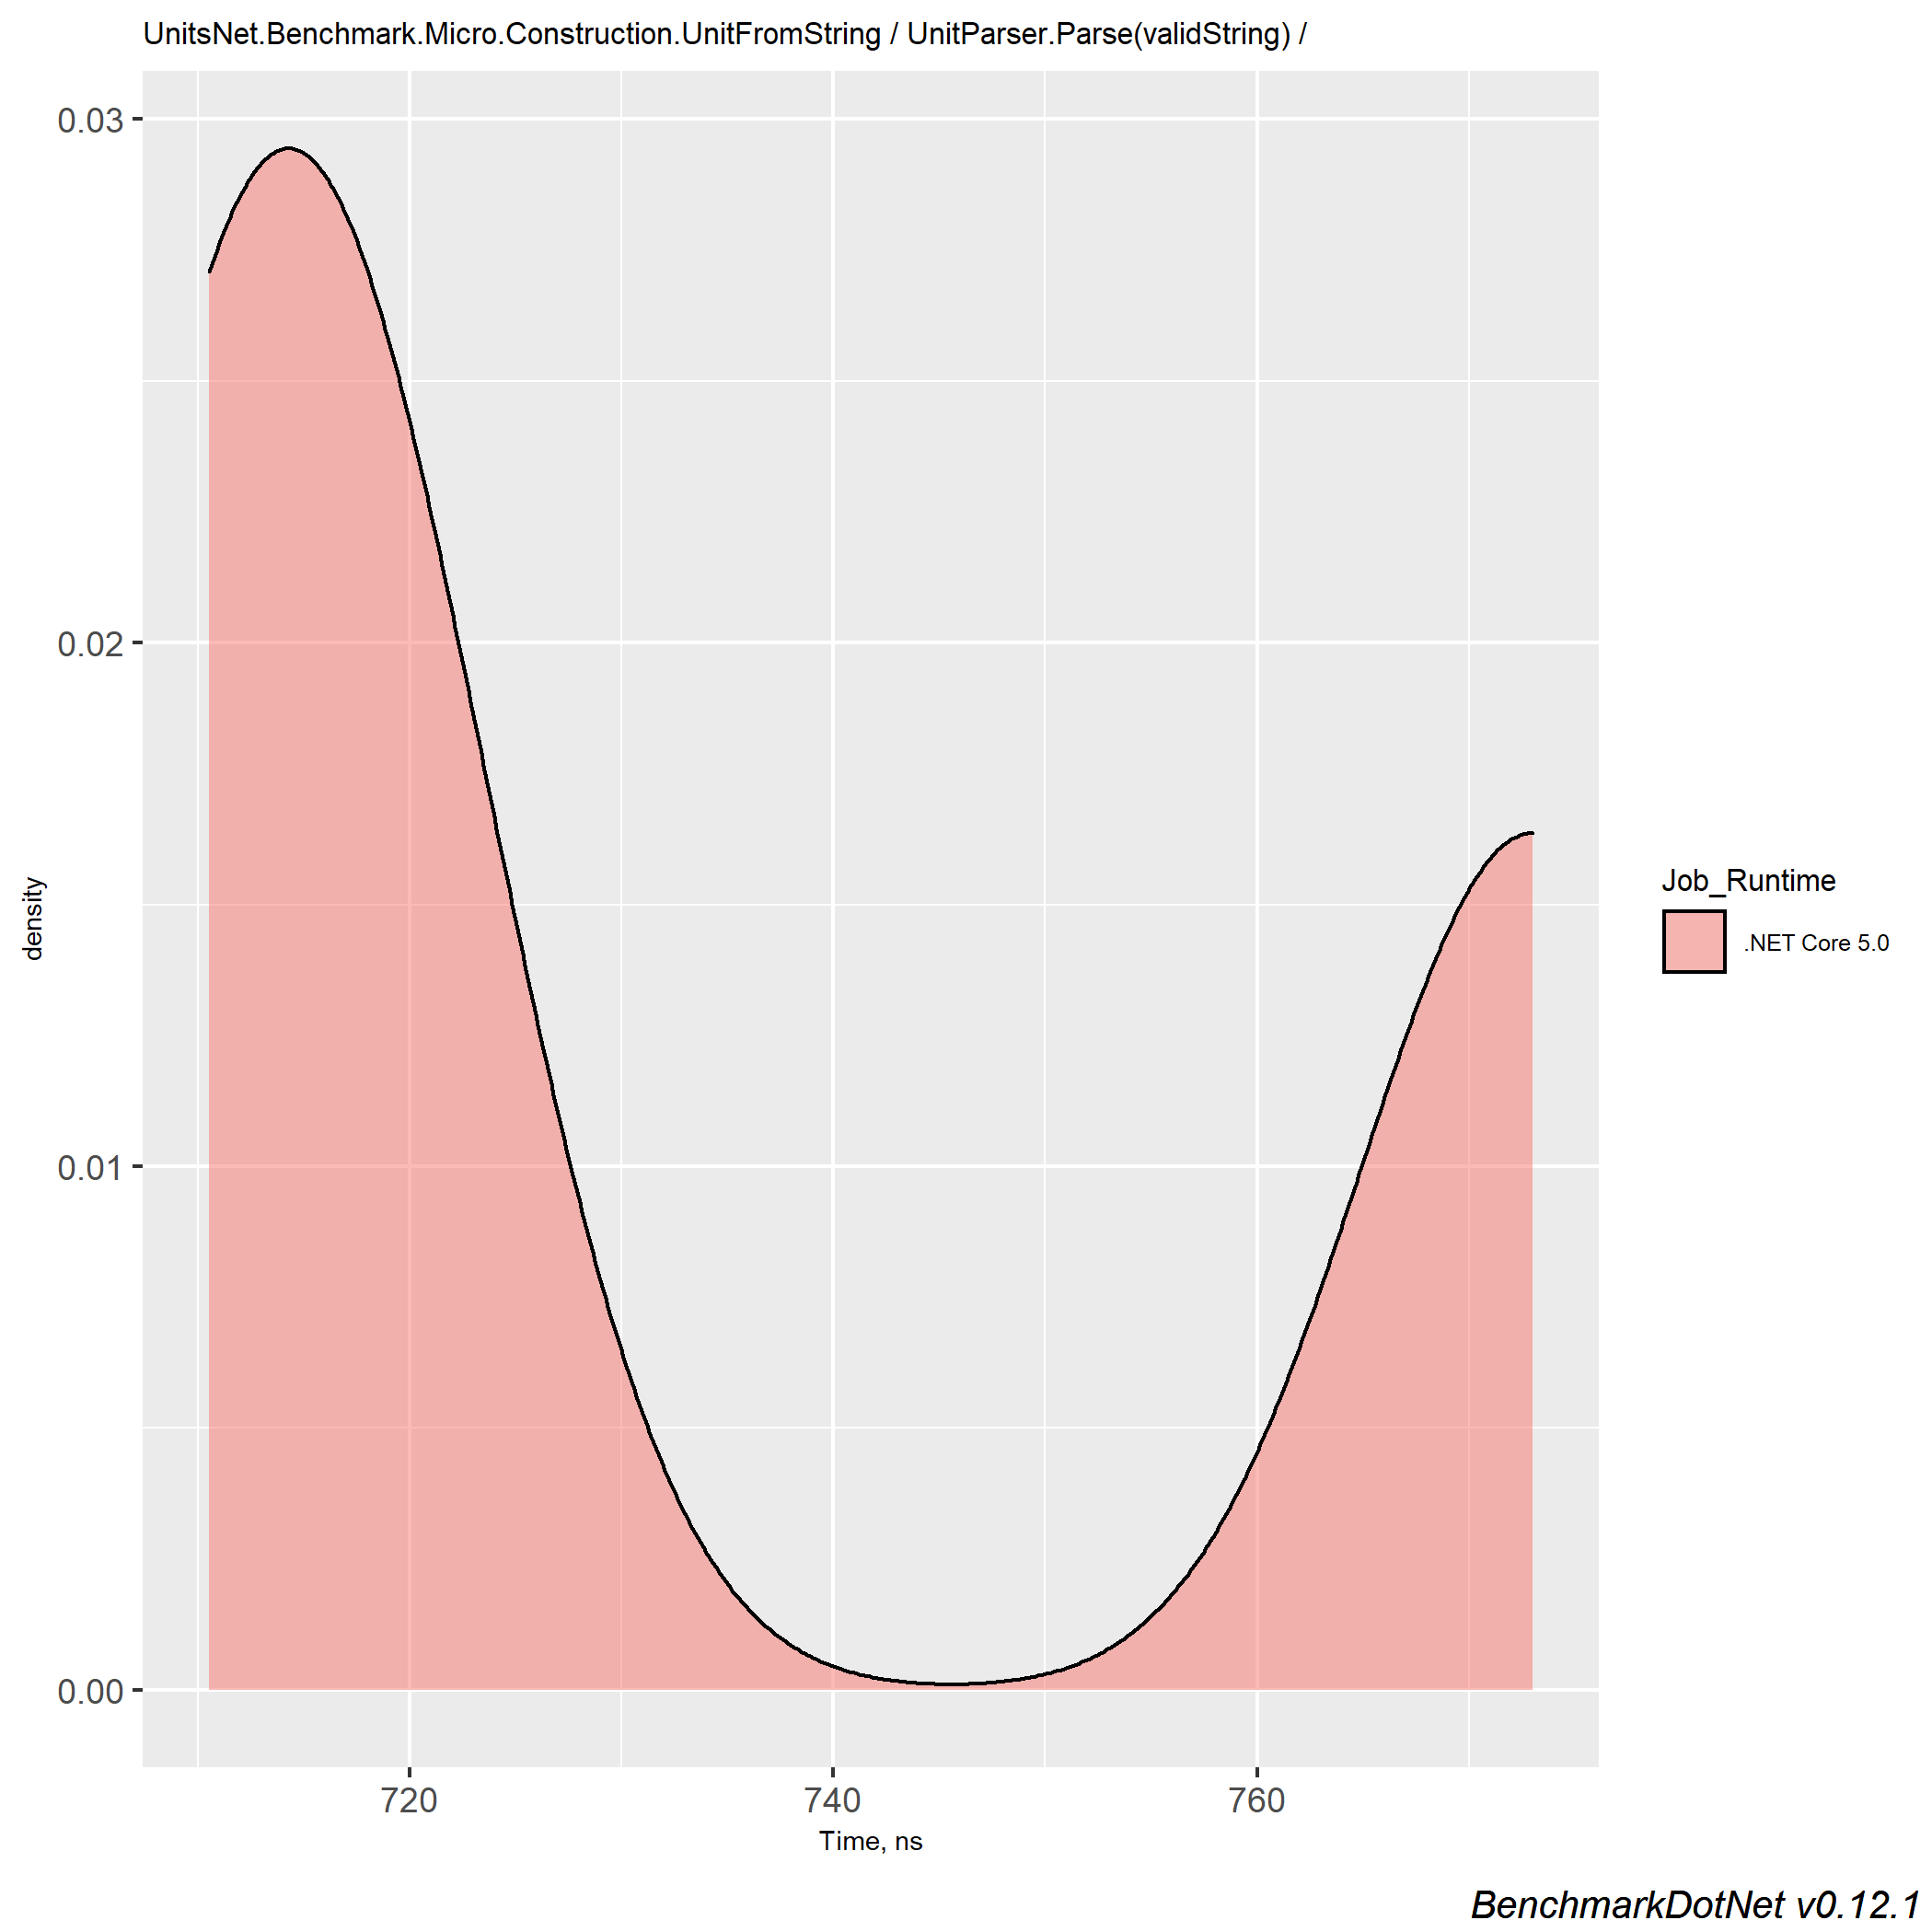 UnitsNet.Benchmark.Micro.Construction.UnitFromString / UnitParser.Parse(validString) /
0.03
0.02
0.01
0.00
density
720
740
760
Time, ns
Job_Runtime
.NET Core 5.0
BenchmarkDotNet v0.12.1